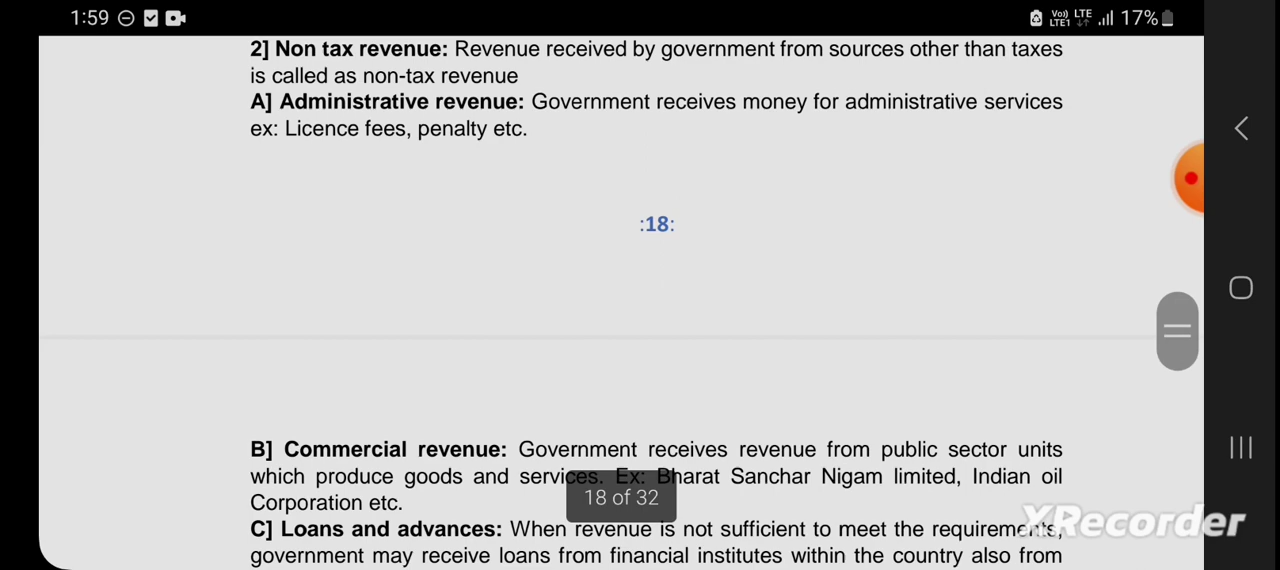 1:59
Vo)) LTE
LTE1
17%
2] Non tax revenue: Revenue received by government from sources other than taxes
is called as non-tax revenue
A] Administrative revenue: Government receives money for administrative services
ex: Licence fees, penalty etc.
:18:
B] Commercial revenue: Government receives revenue from public sector units
which produce goods and services. Ex: Bharat Sanchar Nigam limited, Indian oil
18 of 32
Corporation etc.
C] Loans and advances: When revenue is not sufficient to meet the requirements,
XRecorder
government may receive loans from financial institutes within the country also from